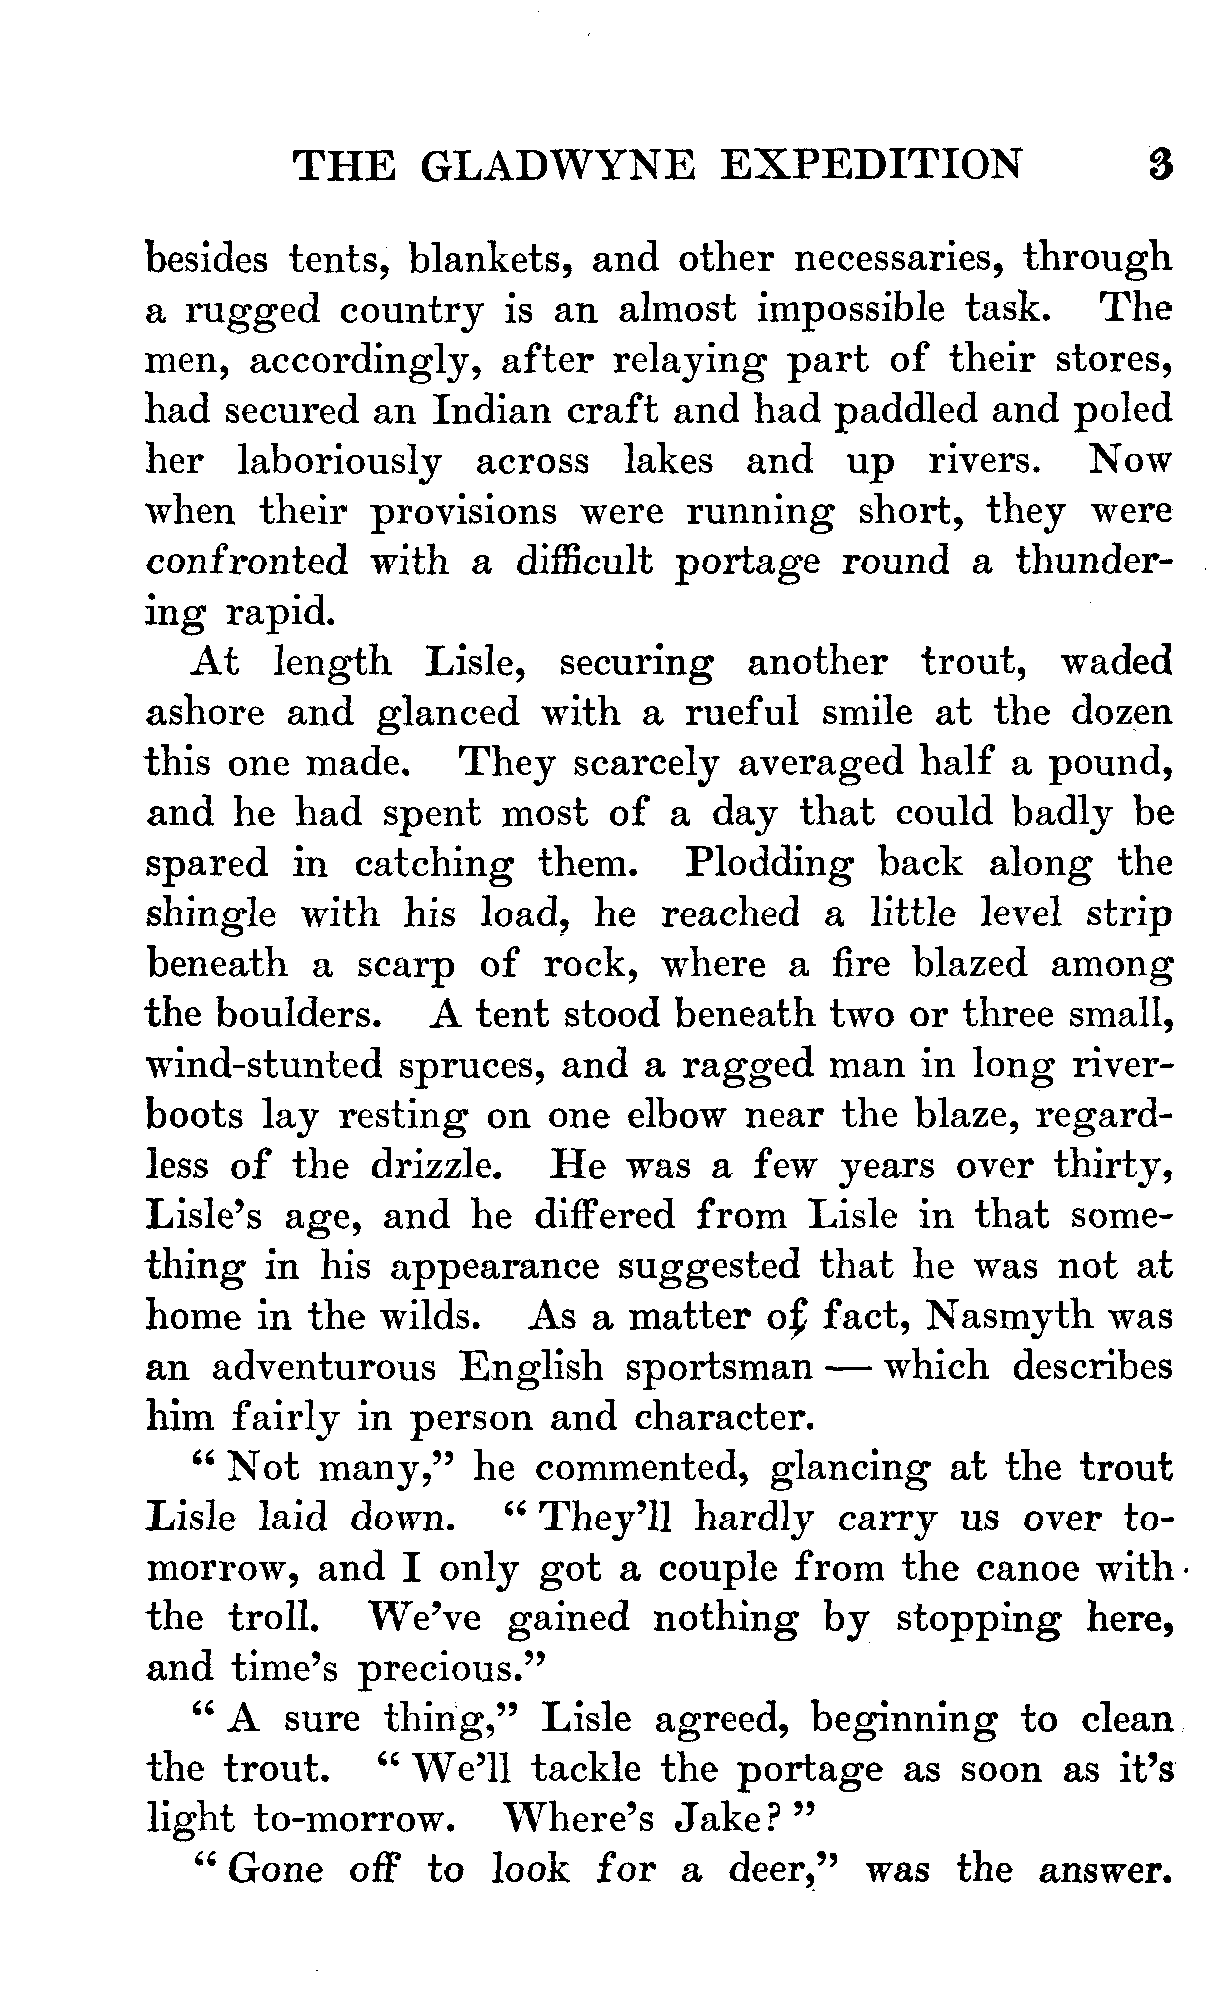 THE GLADWYNE EXPEDITION 3
besides tents, blankets, and other necessaries, through
a rugged country is an almost impossible task. The
men, accordingly, after relaying part of their stores,
had secured an Indian craft and had paddled and poled
her laboriously across lakes and up rivers. Now
when their provisions were running short, they were
confronted with a difficult portage round a thunder-
ing rapid.
At length Lisle, securing another trout, waded
ashore and glanced with a rueful smile at the dozen
this one made. They scarcely averaged half a pound,
and he had spent most of a day that could badly be
spared in catching them. Plodding back along the
shingle with his load, he reached a little level strip
beneath a scarp of rock, where a fire blazed among
the boulders. A tent stood beneath two or three small,
wind-stunted spruces, and a ragged man in long river-
boots lay resting on one elbow near the blaze, regard-
less of the drizzle. He was a few years over thirty,
Lisle's age, and he differed from Lisle in that some-
thing in his appearance suggested that he was not at
home in the wilds. As a matter of fact, Nasmyth was
an adventurous English sportsman — which describes
him fairly in person and character.
"Not many," he commented, glancing at the trout
Lisle laid down. "They'll hardly carry us over to-
morrow, and I only got a couple from the canoe with
the troll. We've gained nothing by stopping here,
and time's precious."
"A sure thing," Lisle agreed, beginning to clean
the trout. "We'll tackle the portage as soon as it's
light to-morrow. Where's Jake?"
"Gone off to look for a deer," was the answer.